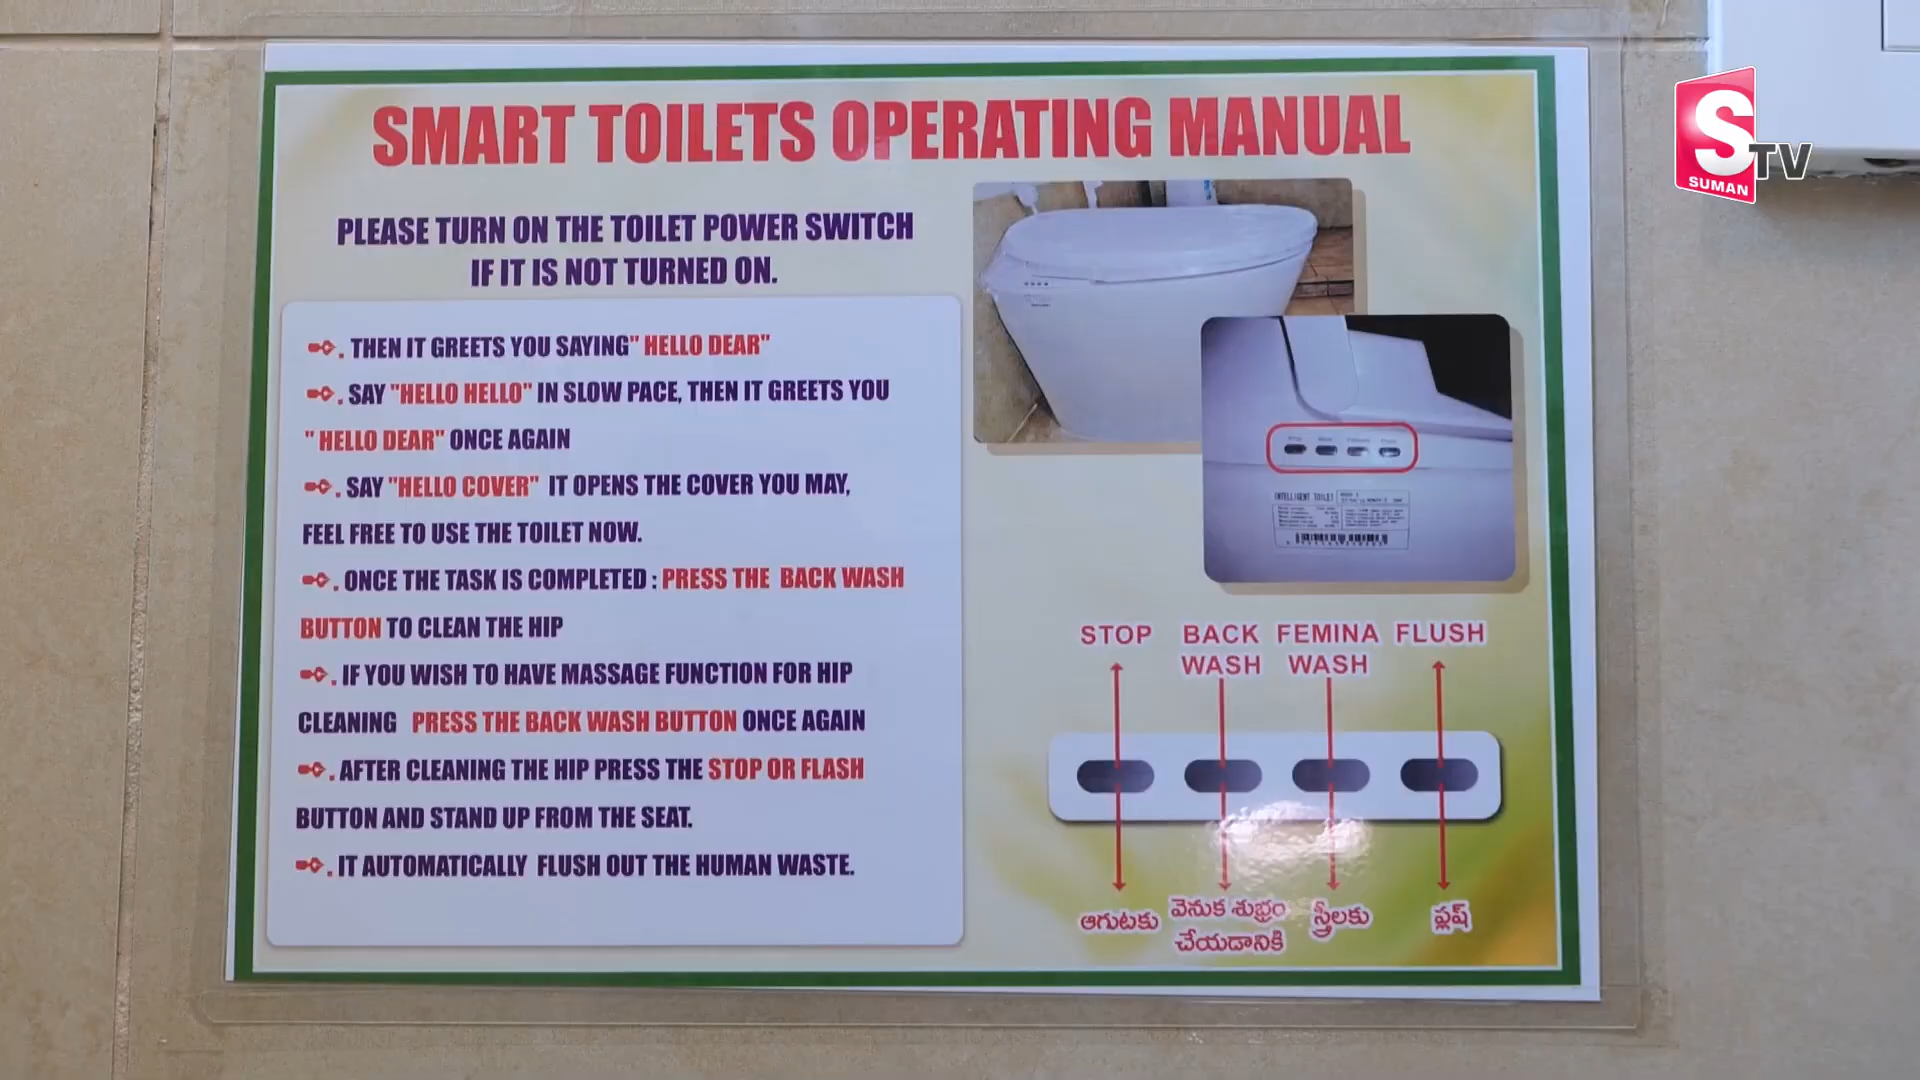 SMART TOILETS OPERATING MANUAL
PLEASE TURN ON THE TOILET POWER SWITCH
IF IT IS NOT TURNED ON.
. THEN IT GREETS YOU SAYING" HELLO DEAR"
. SAY "HELLO HELLO" IN SLOW PACE, THEN IT GREETS YOU
" HELLO DEAR" ONCE AGAIN
. SAY "HELLO COVER" IT OPENS THE COVER YOU MAY,
FEEL FREE TO USE THE TOILET NOW.
. ONCE THE TASK IS COMPLETED : PRESS THE BACK WASH
BUTTON TO CLEAN THE HIP
. IF YOU WISH TO HAVE MASSAGE FUNCTION FOR HIP
CLEANING PRESS THE BACK WASH BUTTON ONCE AGAIN
. AFTER CLEANING THE HIP PRESS THE STOP OR FLASH
BUTTON AND STAND UP FROM THE SEAT.
. IT AUTOMATICALLY FLUSH OUT THE HUMAN WASTE.
INTELLIGENT TOILET
STOP
BACK
WASH
FEMINA
WASH
FLUSH
ఆగుటకు
వెనుక శుభ్రం
చేయడానికి
స్త్రీలకు
ఫ్లష్
S TV
SUMAN